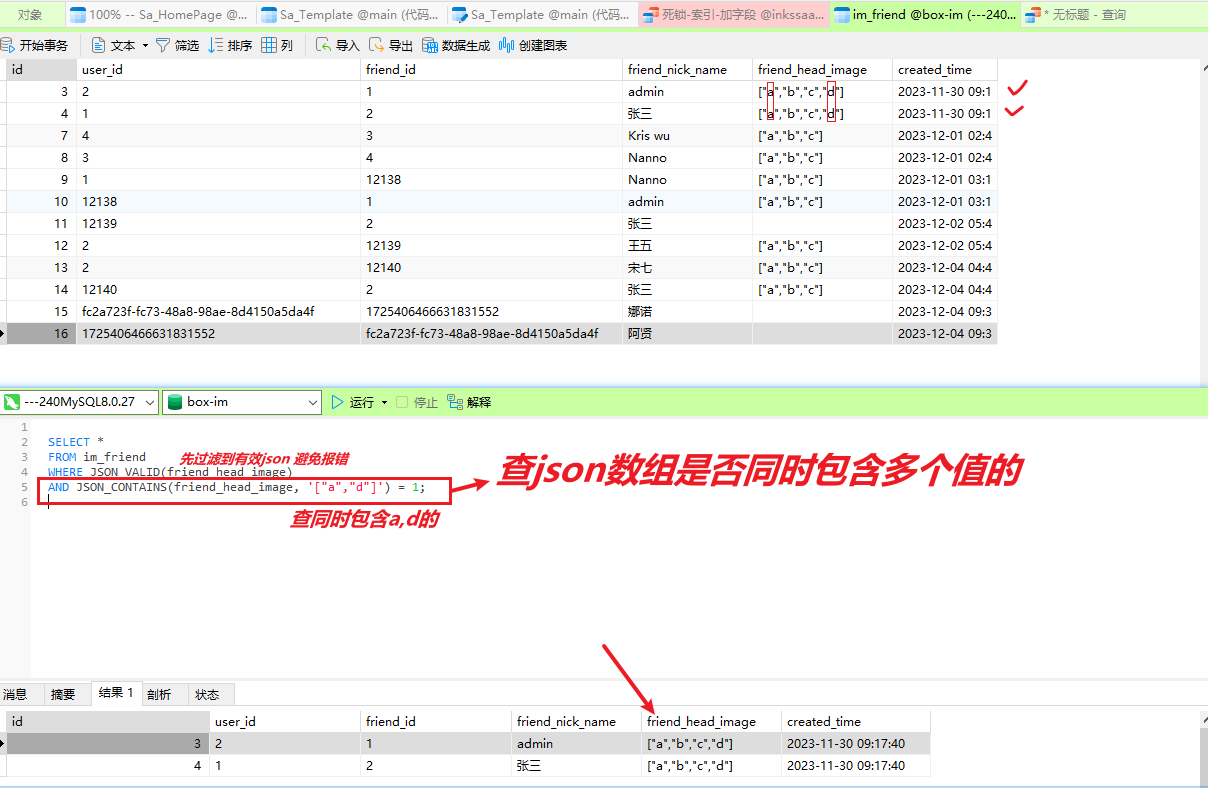 对象 100% -- Sa_HomePage @... Sa_Template @main (代码... Sa_Template @main (代码... 死锁-索引-加字段 @inkssaa... im_friend @box-im (---240... * 无标题 - 查询
开始事务 文本 筛选 排序 列 导入 导出 数据生成 创建图表
id user_id friend_id friend_nick_name friend_head_image created_time
3 2 1 admin ["a","b","c","d"] 2023-11-30 09:1
4 1 2 张三 ["a","b","c","d"] 2023-11-30 09:1
7 4 3 Kris wu ["a","b","c"] 2023-12-01 02:4
8 3 4 Nanno ["a","b","c"] 2023-12-01 02:4
9 1 12138 Nanno ["a","b","c"] 2023-12-01 03:1
10 12138 1 admin ["a","b","c"] 2023-12-01 03:1
11 12139 2 张三 2023-12-02 05:4
12 2 12139 王五 ["a","b","c"] 2023-12-02 05:4
13 2 12140 宋七 ["a","b","c"] 2023-12-04 04:4
14 12140 2 张三 ["a","b","c"] 2023-12-04 04:4
15 fc2a723f-fc73-48a8-98ae-8d4150a5da4f 1725406466631831552 娜诺 2023-12-04 09:3
16 1725406466631831552 fc2a723f-fc73-48a8-98ae-8d4150a5da4f 阿贤 2023-12-04 09:3
---240MySQL8.0.27 box-im 运行 停止 解释
1
2 SELECT *
3 FROM im_friend 先过滤到有效json 避免报错
4 WHERE JSON_VALID(friend_head_image)
5 AND JSON_CONTAINS(friend_head_image, '["a","d"]') = 1;
查json数组是否同时包含多个值的
6
查同时包含a,d的
消息 摘要 结果 1 剖析 状态
id user_id friend_id friend_nick_name friend_head_image created_time
3 2 1 admin ["a","b","c","d"] 2023-11-30 09:17:40
4 1 2 张三 ["a","b","c","d"] 2023-11-30 09:17:40